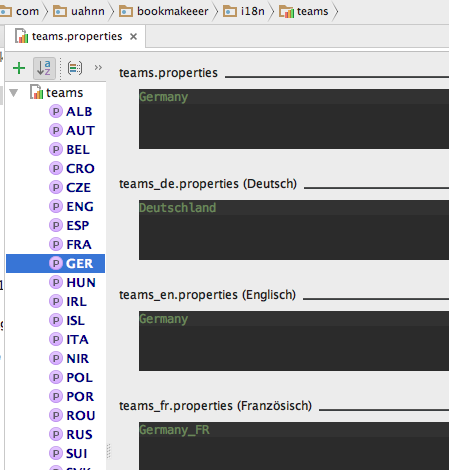 com uahnn bookmakeeer i18n teams
teams.properties ×
teams
ALB
AUT
BEL
CRO
CZE
ENG
ESP
FRA
GER
HUN
IRL
ISL
ITA
NIR
POL
POR
ROU
RUS
SUI
teams.properties
Germany
teams_de.properties (Deutsch)
Deutschland
teams_en.properties (Englisch)
Germany
teams_fr.properties (Französisch)
Germany_FR